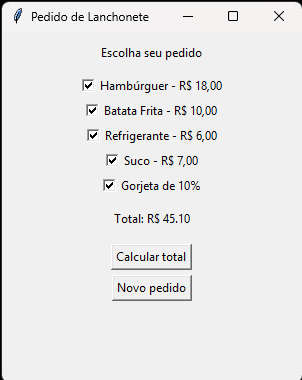 Pedido de Lanchonete
Escolha seu pedido
Hambúrguer - R$ 18,00
Batata Frita - R$ 10,00
Refrigerante - R$ 6,00
Suco - R$ 7,00
Gorjeta de 10%
Total: R$ 45.10
Calcular total
Novo pedido